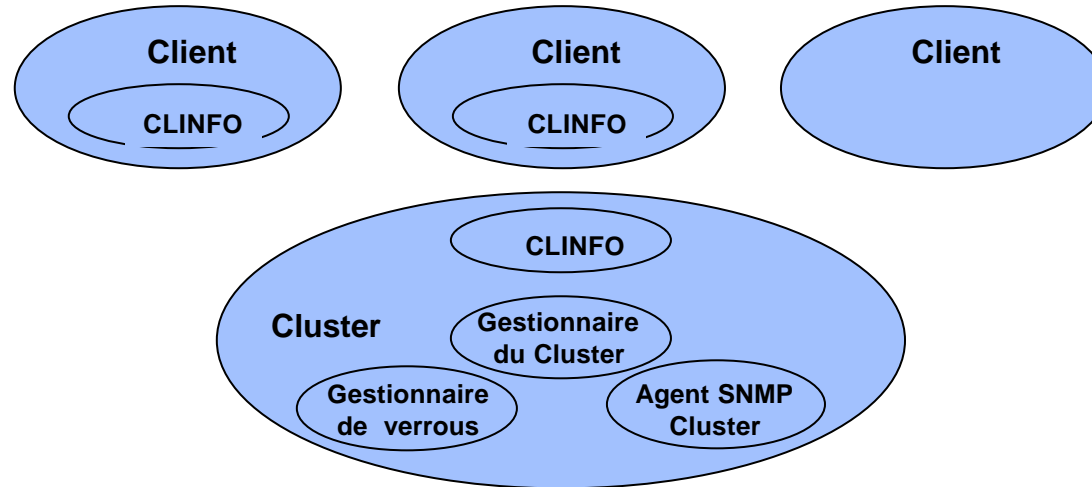 Client
Client
Client
CLINFO
CLINFO
CLINFO
Cluster
Gestionnaire
du Cluster
Gestionnaire
de verrous
Agent SNMP
Cluster